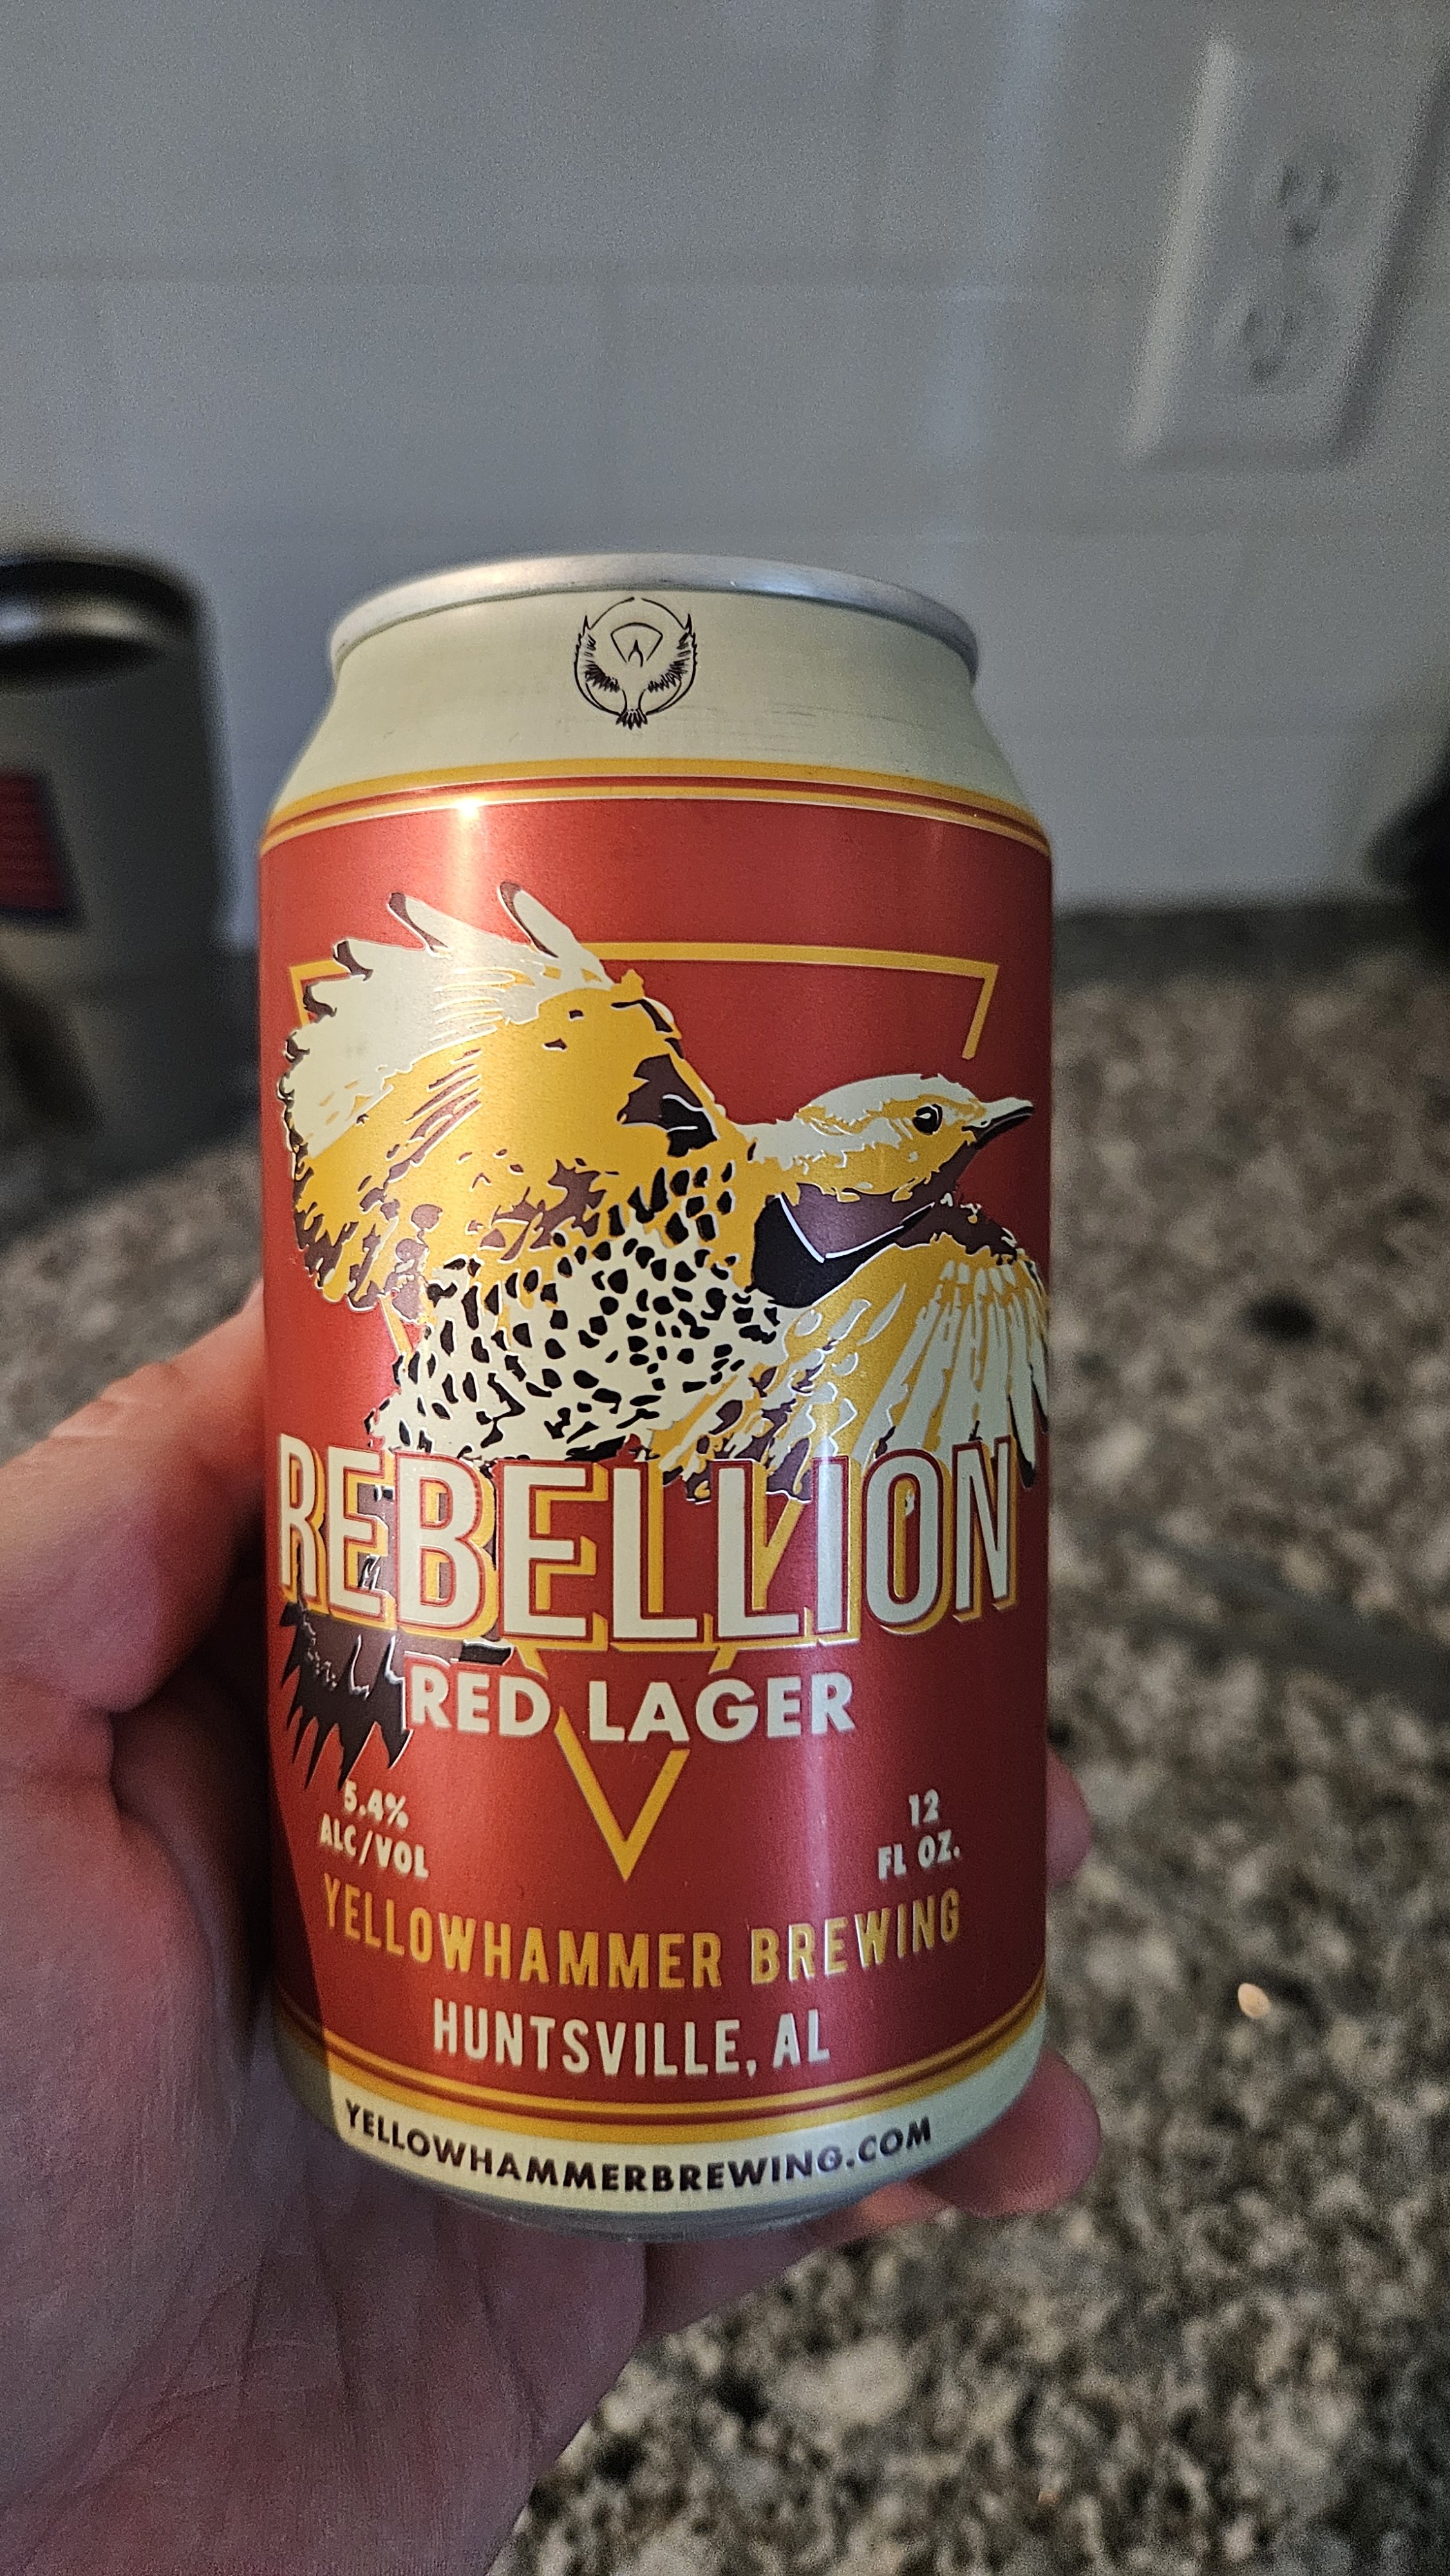 REBELLION
RED LAGER
5.4%
ALC/VOL
12
FL OZ.
YELLOWHAMMER BREWING
HUNTSVILLE, AL
YELLOWHAMMERBREWING.COM